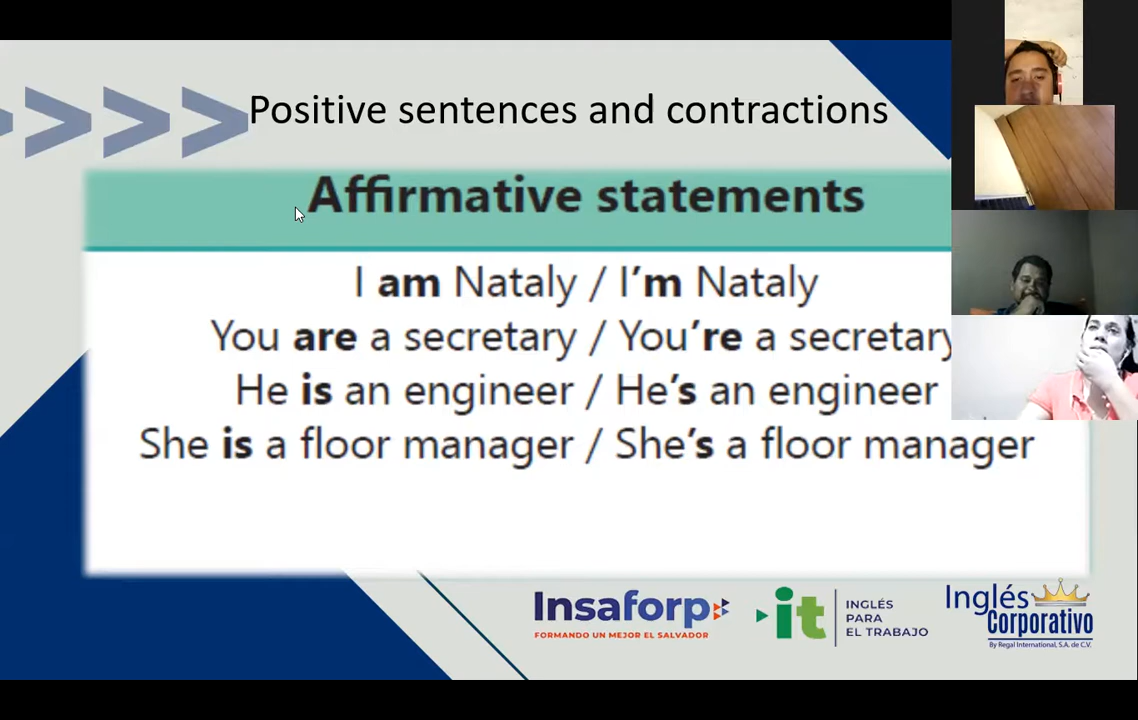 Positive sentences and contractions
Affirmative statements
I am Nataly / I'm Nataly
You are a secretary / You're a secretary
He is an engineer / He's an engineer
She is a floor manager / She's a floor manager
Insaforp
FORMANDO UN MEJOR EL SALVADOR
it
INGLÉS
PARA
EL TRABAJO
Inglés
Corporativo
By Regal International, S.A. de C.V.